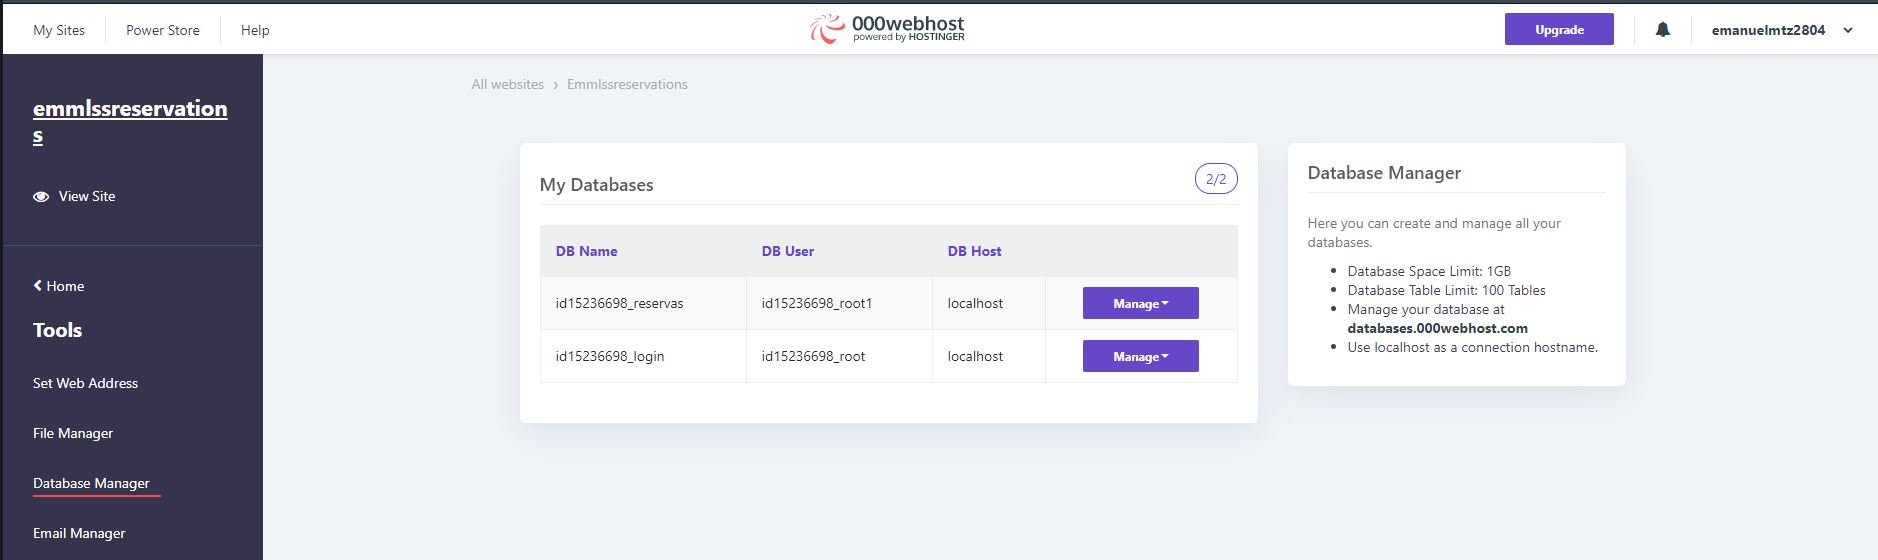 My Sites
Power Store
Help
000webhost
powered by HOSTINGER
Upgrade
emanuelmtz2804
emmlssreservation
s
View Site
Home
Tools
Set Web Address
File Manager
Database Manager
Email Manager
All websites › Emmlssreservations
My Databases
2/2
DB Name DB User DB Host
id15236698_reservas id15236698_root1 localhost Manage
id15236698_login id15236698_root localhost Manage
Database Manager
Here you can create and manage all your
databases.
• Database Space Limit: 1GB
• Database Table Limit: 100 Tables
• Manage your database at
databases.000webhost.com
• Use localhost as a connection hostname.